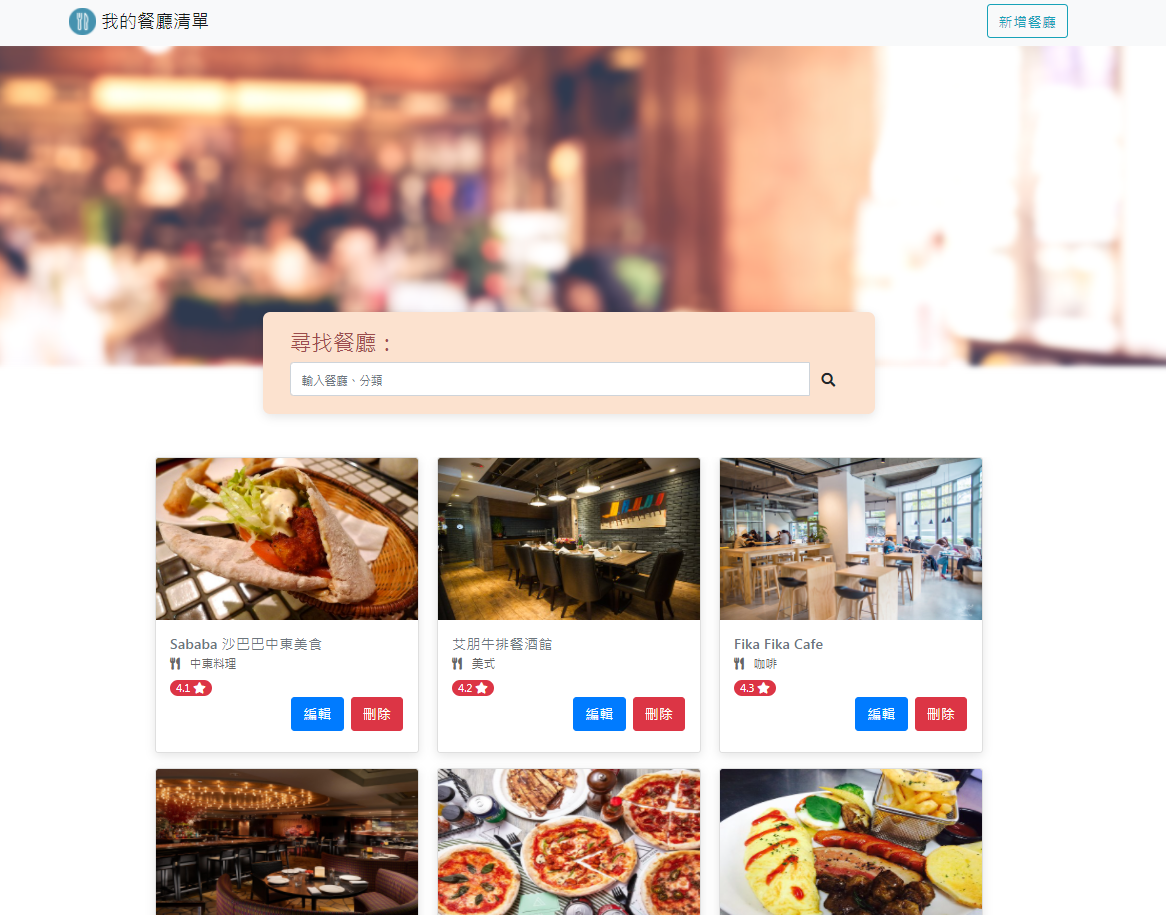 我的餐廳清單
新增餐廳
尋找餐廳：
輸入餐廳、分類
Sababa 沙巴巴中東美食
中東料理
4.1
編輯 刪除
艾朋牛排餐酒館
美式
4.2
編輯 刪除
Fika Fika Cafe
咖啡
4.3
編輯 刪除